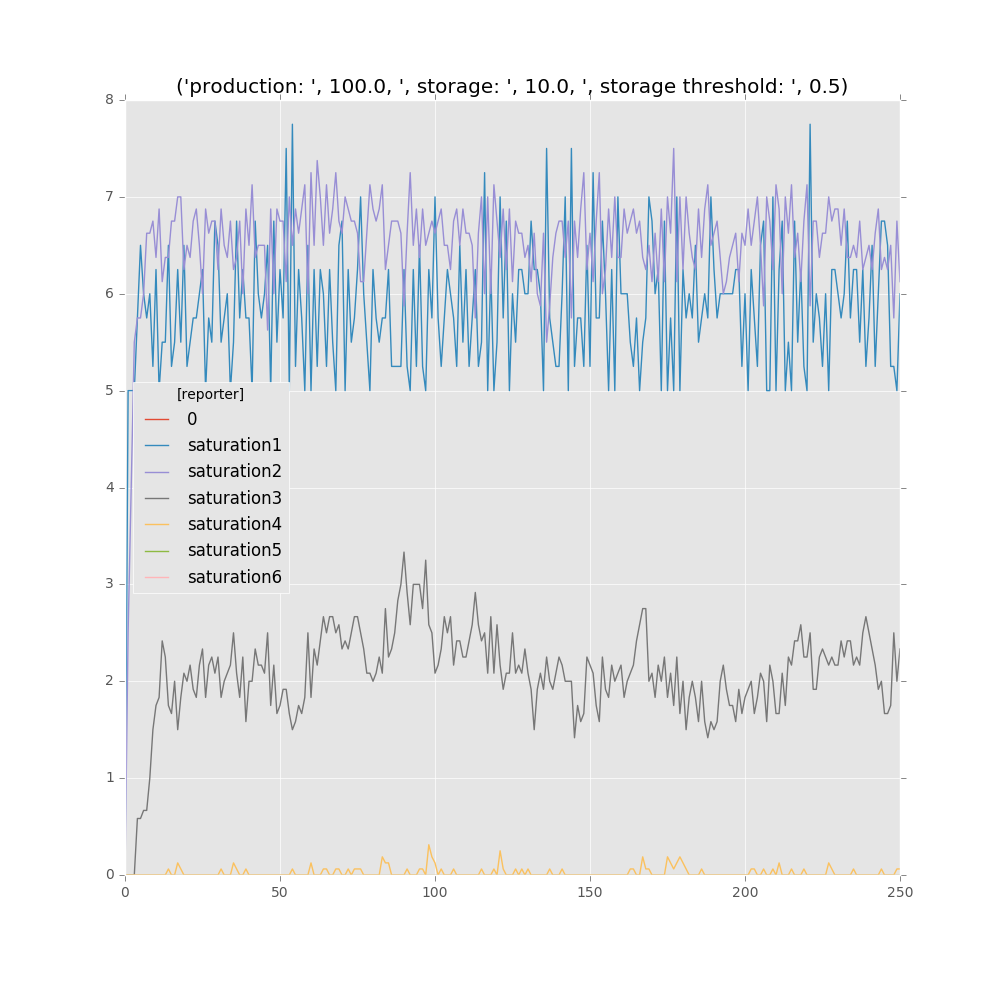 ('production: ', 100.0, ', storage: ', 10.0, ', storage threshold: ', 0.5)
8
7
6
5
4
3
2
1
0
[reporter]
0
saturation1
saturation2
saturation3
saturation4
saturation5
saturation6
0 50 100 150 200 250